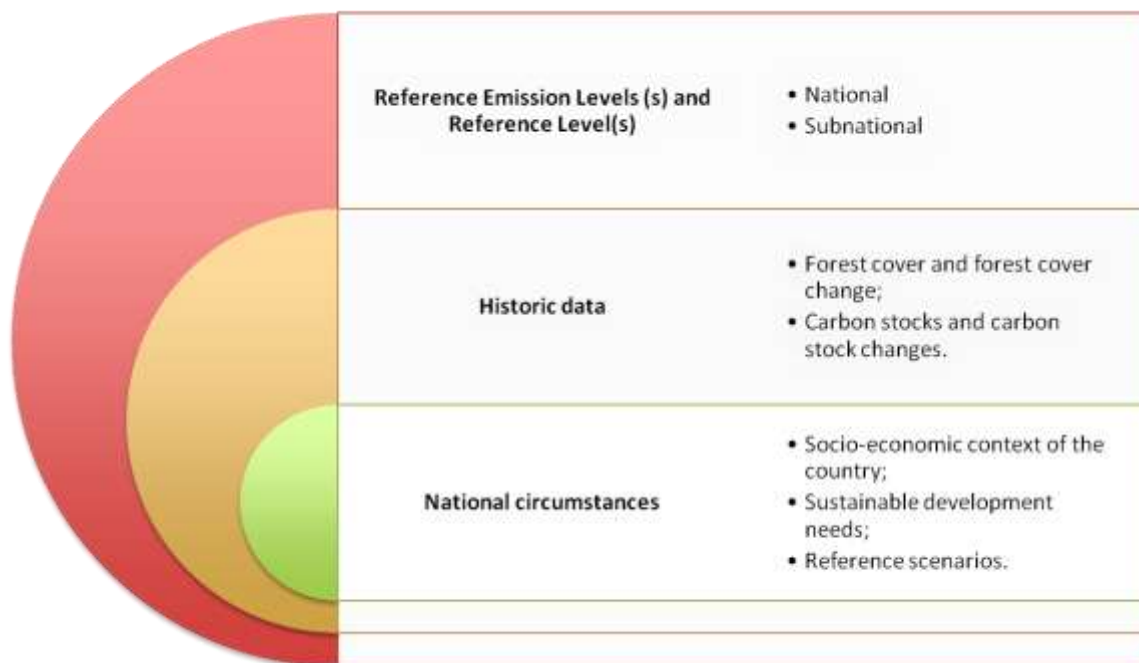 Reference Emission Levels (s) and
Reference Level(s)
• National
• Subnational
Historic data
• Forest cover and forest cover
change;
• Carbon stocks and carbon
stock changes.
National circumstances
• Socio-economic context of the
country;
• Sustainable development
needs;
• Reference scenarios.